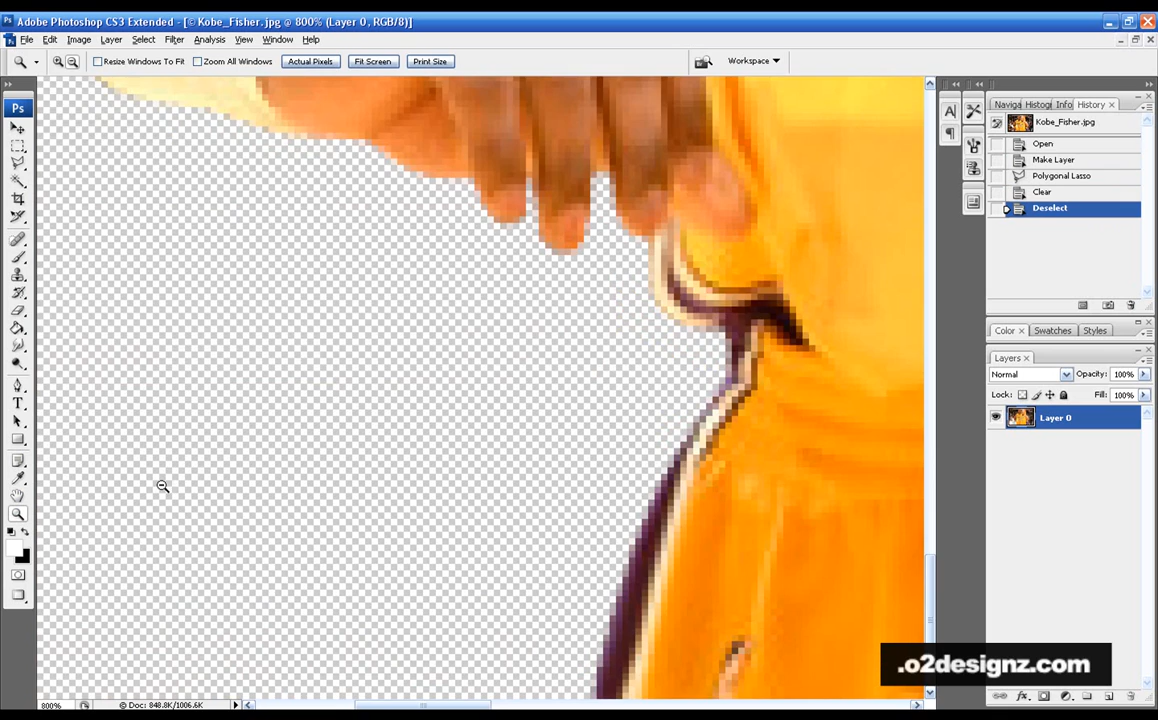 Adobe Photoshop CS3 Extended - [© Kobe_Fisher.jpg @ 800% (Layer 0, RGB/8)]
File Edit Image Layer Select Filter Analysis View Window Help
Resize Windows To Fit Zoom All Windows Actual Pixels Fit Screen Print Size Workspace
Ps
Naviga Histog Info History
Kobe_Fisher.jpg
Open
Make Layer
Polygonal Lasso
Clear
Deselect
Color Swatches Styles
Layers
Normal Opacity: 100%
Lock: Fill: 100%
Layer 0
.o2designz.com
800% © Doc: 848.8K/1006.6K